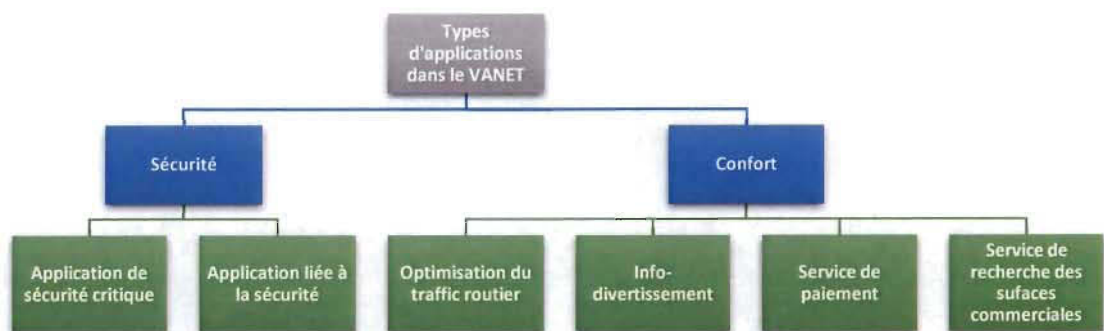 Types
d'applications
dans le VANET
Sécurité
Confort
Application de
sécurité critique
Application liée à
la sécurité
Optimisation du
traffic routier
Info-
divertissement
Service de
paiement
Service de
recherche des
sufaces
commerciales